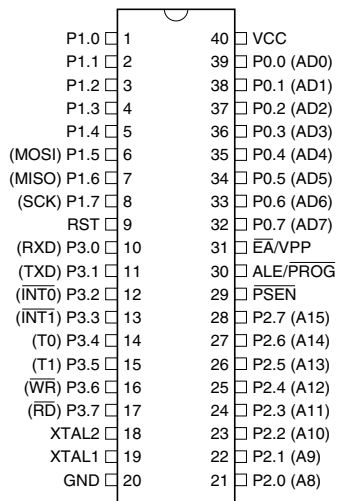 P1.0 1 40 VCC
P1.1 2 39 P0.0 (AD0)
P1.2 3 38 P0.1 (AD1)
P1.3 4 37 P0.2 (AD2)
P1.4 5 36 P0.3 (AD3)
(MOSI) P1.5 6 35 P0.4 (AD4)
(MISO) P1.6 7 34 P0.5 (AD5)
(SCK) P1.7 8 33 P0.6 (AD6)
RST 9 32 P0.7 (AD7)
(RXD) P3.0 10 31 E̅A̅/VPP
(TXD) P3.1 11 30 ALE/P̅R̅O̅G̅
(I̅N̅T̅0̅) P3.2 12 29 P̅S̅E̅N̅
(I̅N̅T̅1̅) P3.3 13 28 P2.7 (A15)
(T0) P3.4 14 27 P2.6 (A14)
(T1) P3.5 15 26 P2.5 (A13)
(W̅R̅) P3.6 16 25 P2.4 (A12)
(R̅D̅) P3.7 17 24 P2.3 (A11)
XTAL2 18 23 P2.2 (A10)
XTAL1 19 22 P2.1 (A9)
GND 20 21 P2.0 (A8)